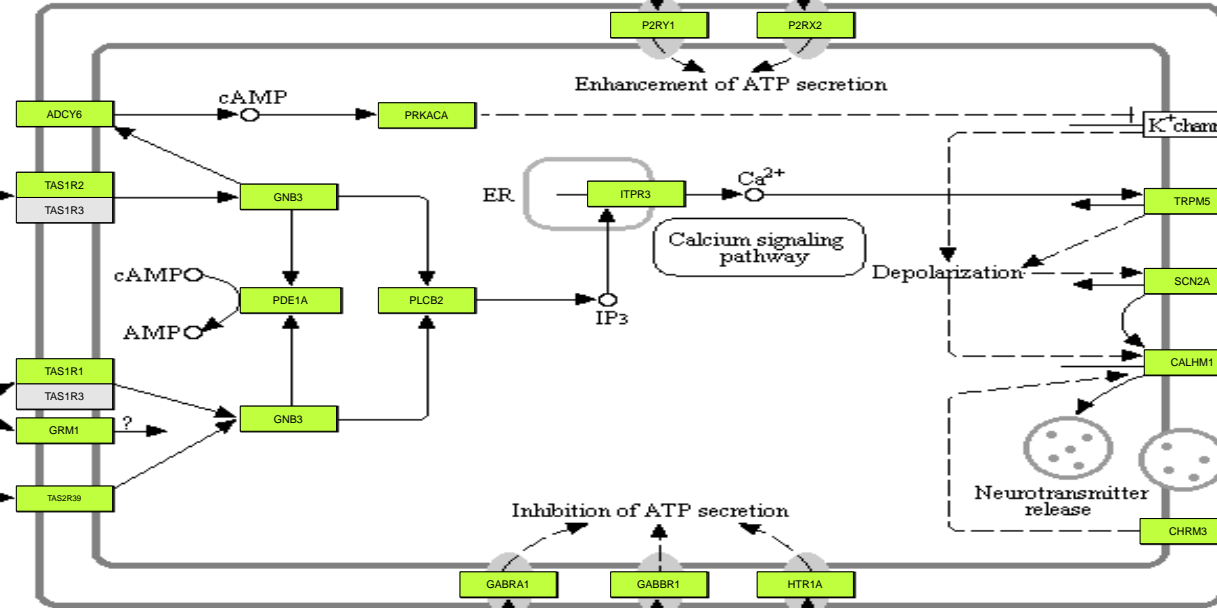 P2RY1
P2RX2
Enhancement of ATP secretion
ADCY6
cAMP
PRKACA
K+chann
TAS1R2
TAS1R3
GNB3
ER
ITPR3
Ca2+
TRPM5
Calcium signaling
pathway
cAMP
Depolarization
SCN2A
PDE1A
PLCB2
IP3
AMP
TAS1R1
TAS1R3
CALHM1
GRM1
?
GNB3
TAS2R39
Neurotransmitter
release
Inhibition of ATP secretion
CHRM3
GABRA1
GABBR1
HTR1A